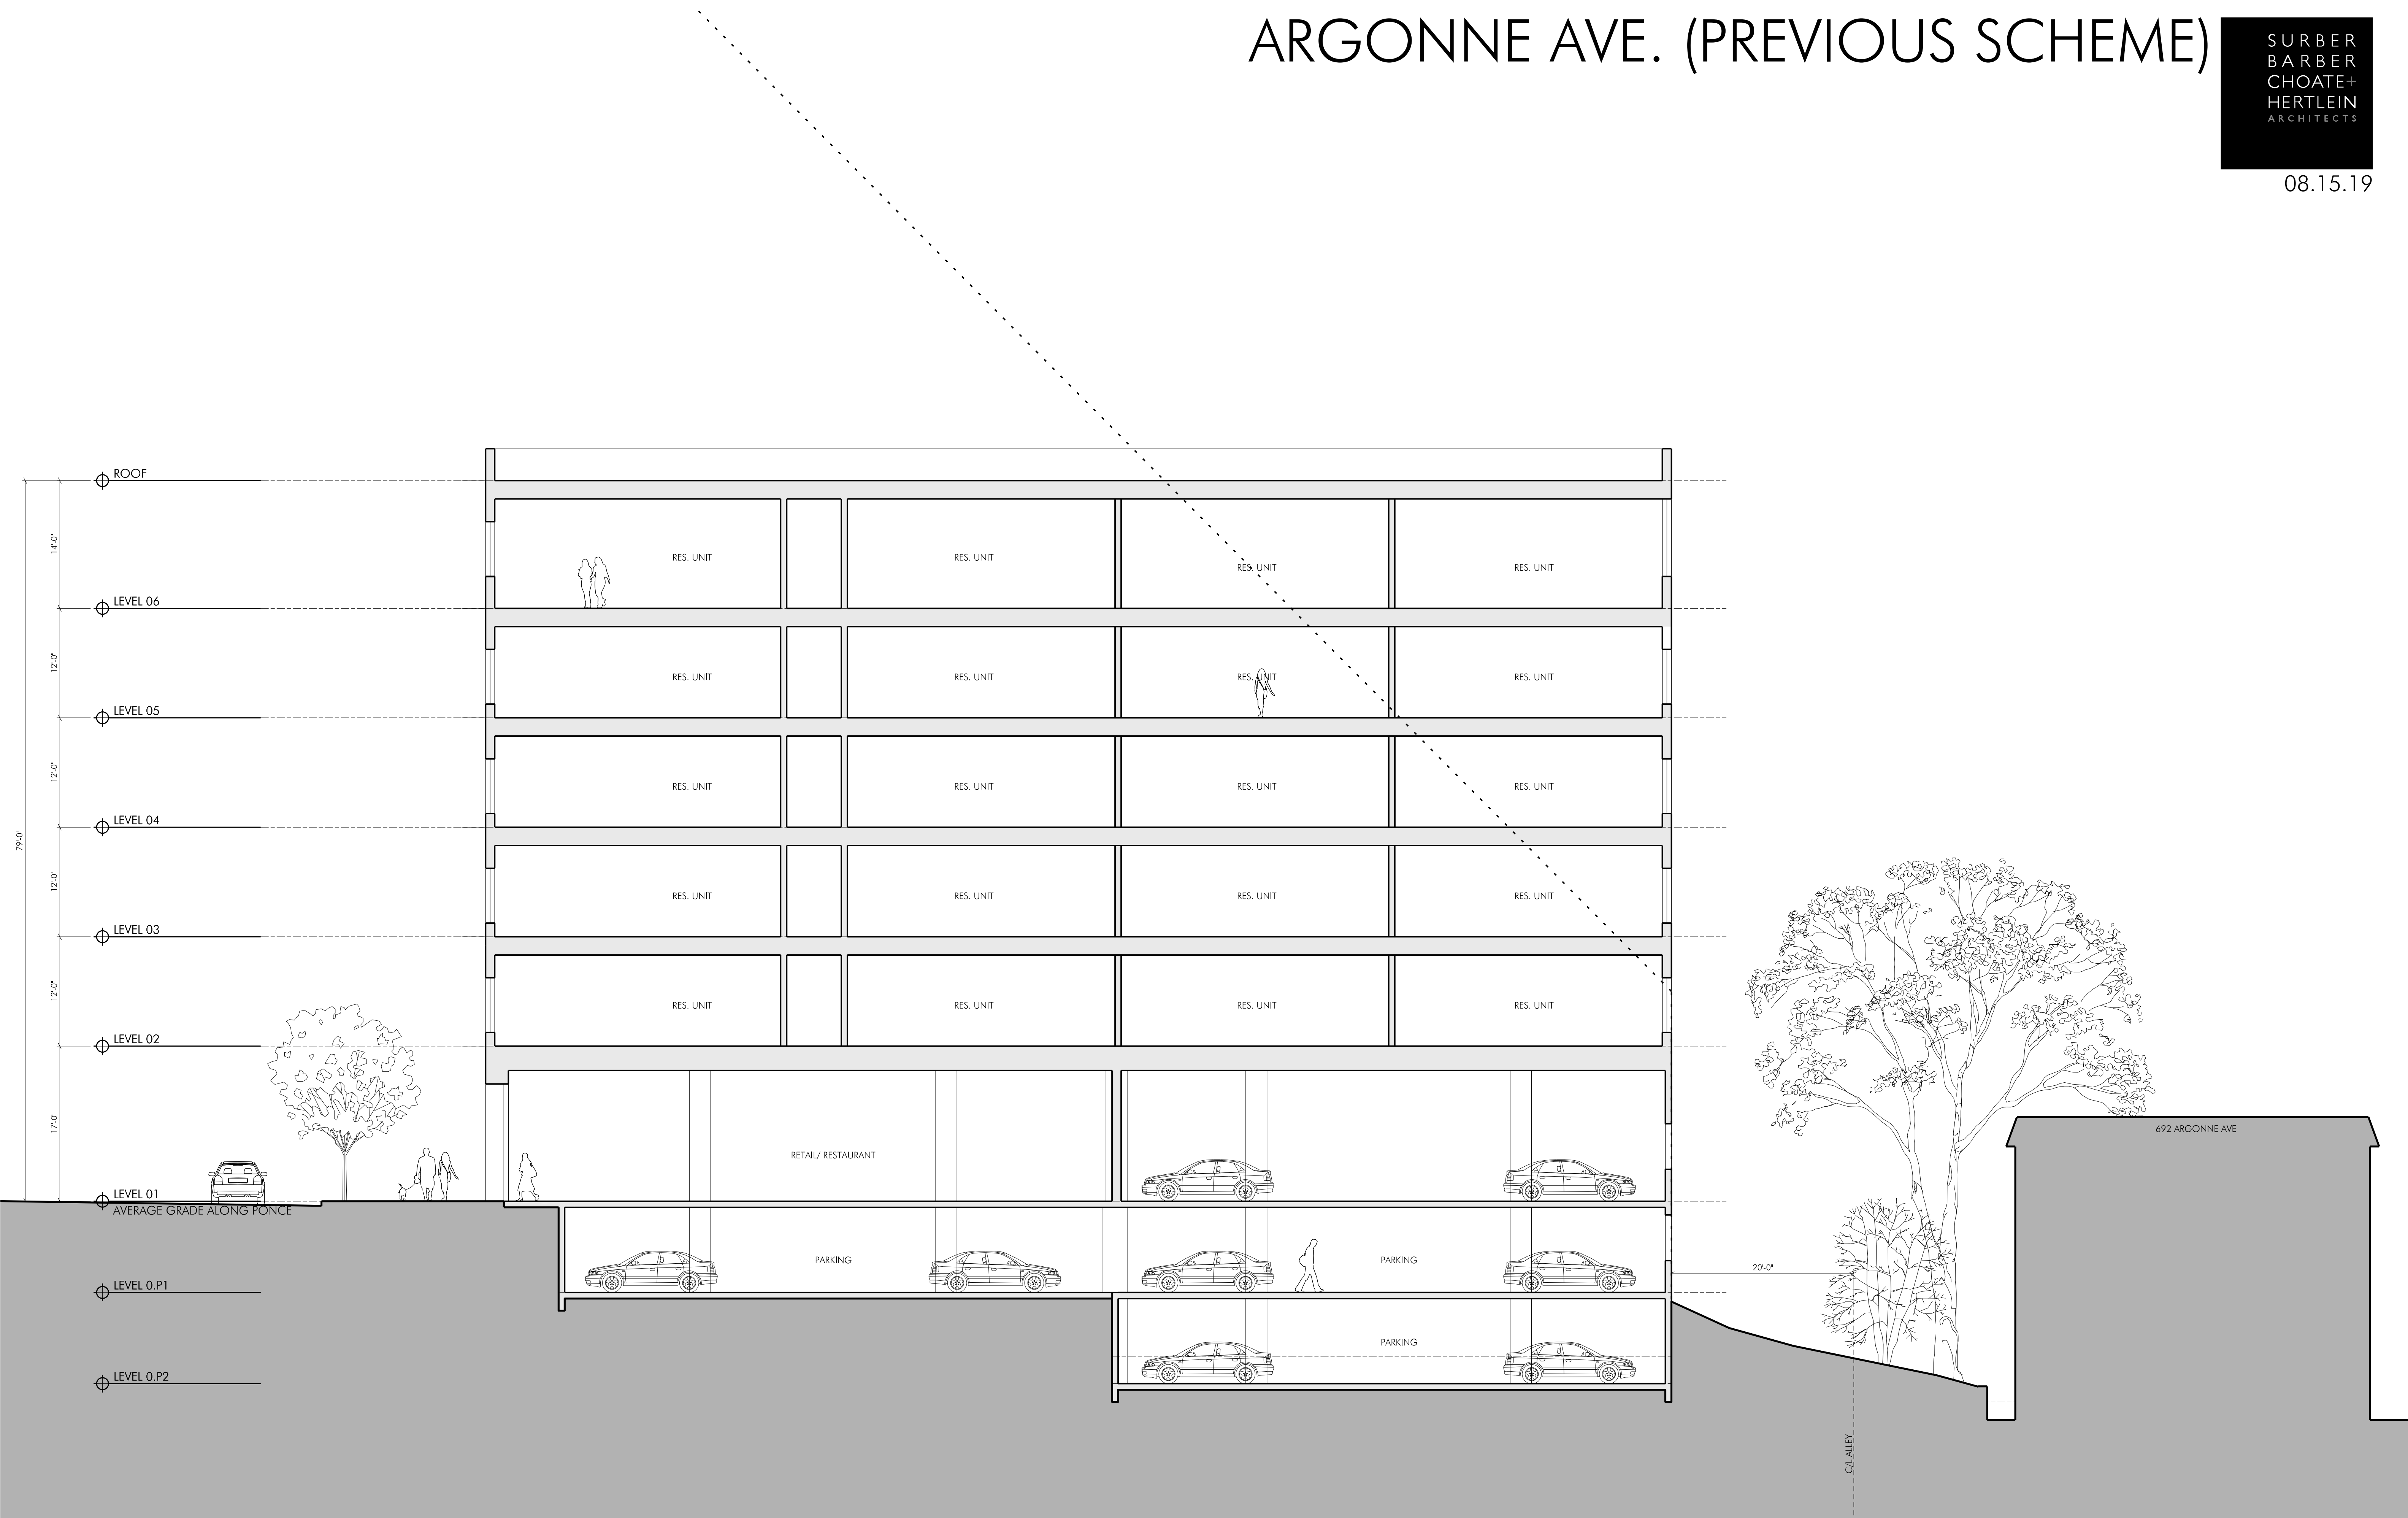 ARGONNE AVE. (PREVIOUS SCHEME)
SURBER
BARBER
CHOATE+
HERTLEIN
ARCHITECTS
08.15.19
ROOF
14'-0"
RES. UNIT
RES. UNIT
RES. UNIT
RES. UNIT
LEVEL 06
12'-0"
RES. UNIT
RES. UNIT
RES. UNIT
RES. UNIT
LEVEL 05
12'-0"
RES. UNIT
RES. UNIT
RES. UNIT
RES. UNIT
LEVEL 04
79'-0"
12'-0"
RES. UNIT
RES. UNIT
RES. UNIT
RES. UNIT
LEVEL 03
12'-0"
RES. UNIT
RES. UNIT
RES. UNIT
RES. UNIT
LEVEL 02
17'-0"
RETAIL/ RESTAURANT
692 ARGONNE AVE
LEVEL 01
AVERAGE GRADE ALONG PONCE
PARKING
PARKING
20'-0"
LEVEL 0.P1
PARKING
LEVEL 0.P2
C/L ALLEY